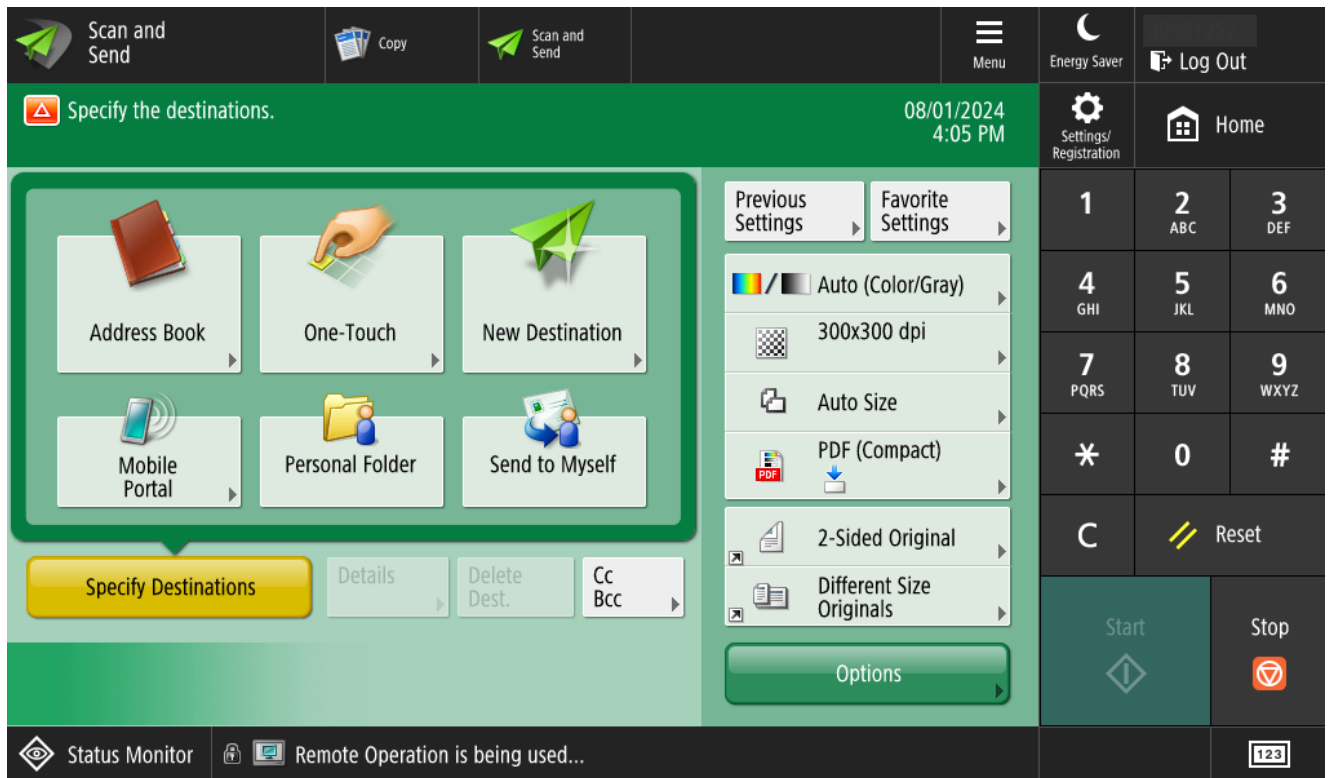 Scan and
Send
Copy
Scan and
Send
Menu
Energy Saver
Log Out
Specify the destinations.
08/01/2024
4:05 PM
Settings/
Registration
Home
Address Book
One-Touch
New Destination
Mobile
Portal
Personal Folder
Send to Myself
Specify Destinations
Details
Delete
Dest.
Cc
Bcc
Previous
Settings
Favorite
Settings
Auto (Color/Gray)
300x300 dpi
Auto Size
PDF (Compact)
PDF
2-Sided Original
Different Size
Originals
Options
1
2
ABC
3
DEF
4
GHI
5
JKL
6
MNO
7
PQRS
8
TUV
9
WXYZ
*
0
#
C
Reset
Start
Stop
Status Monitor
Remote Operation is being used...
123